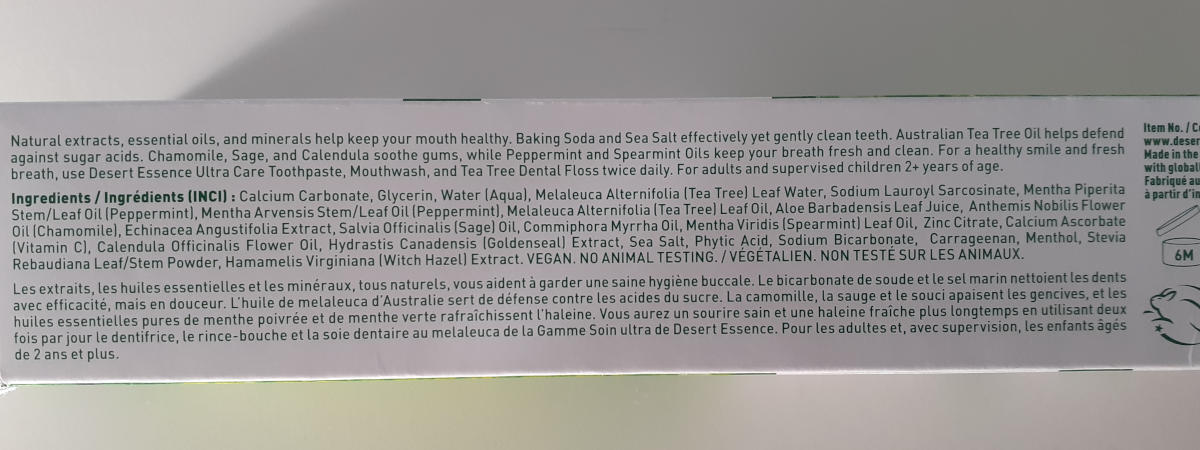 Natural extracts, essential oils, and minerals help keep your mouth healthy. Baking Soda and Sea Salt effectively yet gently clean teeth. Australian Tea Tree Oil helps defend
against sugar acids. Chamomile, Sage, and Calendula soothe gums, while Peppermint and Spearmint Oils keep your breath fresh and clean. For a healthy smile and fresh
breath, use Desert Essence Ultra Care Toothpaste, Mouthwash, and Tea Tree Dental Floss twice daily. For adults and supervised children 2+ years of age.
Ingredients / Ingrédients (INCI) : Calcium Carbonate, Glycerin, Water (Aqua), Melaleuca Alternifolia (Tea Tree) Leaf Water, Sodium Lauroyl Sarcosinate, Mentha Piperita
Stem/Leaf Oil (Peppermint), Mentha Arvensis Stem/Leaf Oil (Peppermint), Melaleuca Alternifolia (Tea Tree) Leaf Oil, Aloe Barbadensis Leaf Juice, Anthemis Nobilis Flower
Oil (Chamomile), Echinacea Angustifolia Extract, Salvia Officinalis (Sage) Oil, Commiphora Myrrha Oil, Mentha Viridis (Spearmint) Leaf Oil, Zinc Citrate, Calcium Ascorbate
(Vitamin C), Calendula Officinalis Flower Oil, Hydrastis Canadensis (Goldenseal) Extract, Sea Salt, Phytic Acid, Sodium Bicarbonate, Carrageenan, Menthol, Stevia
Rebaudiana Leaf/Stem Powder, Hamamelis Virginiana (Witch Hazel) Extract. VEGAN. NO ANIMAL TESTING. / VÉGÉTALIEN. NON TESTÉ SUR LES ANIMAUX.
Les extraits, les huiles essentielles et les minéraux, tous naturels, vous aident à garder une saine hygiène buccale. Le bicarbonate de soude et le sel marin nettoient les dents
avec efficacité, mais en douceur. L'huile de melaleuca d'Australie sert de défense contre les acides du sucre. La camomille, la sauge et le souci apaisent les gencives, et les
huiles essentielles pures de menthe poivrée et de menthe verte rafraîchissent l'haleine. Vous aurez un sourire sain et une haleine fraîche plus longtemps en utilisant deux
fois par jour le dentifrice, le rince-bouche et la soie dentaire au melaleuca de la Gamme Soin ultra de Desert Essence. Pour les adultes et, avec supervision, les enfants âgés
de 2 ans et plus.
Item No. / C
www.deser
Made in the
with global
Fabriqué au
à partir d'in
6M